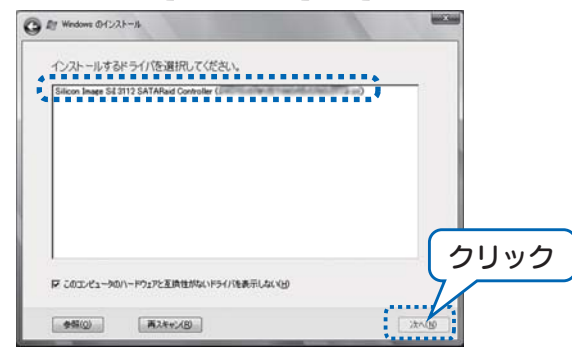 Windows のインストール
インストールするドライバを選択してください。
Silicon Image SiI 3112 SATARaid Controller (
このコンピュータのハードウェアと互換性がないドライバを表示しない(H)
クリック
参照(O)
再スキャン(R)
次へ(N)